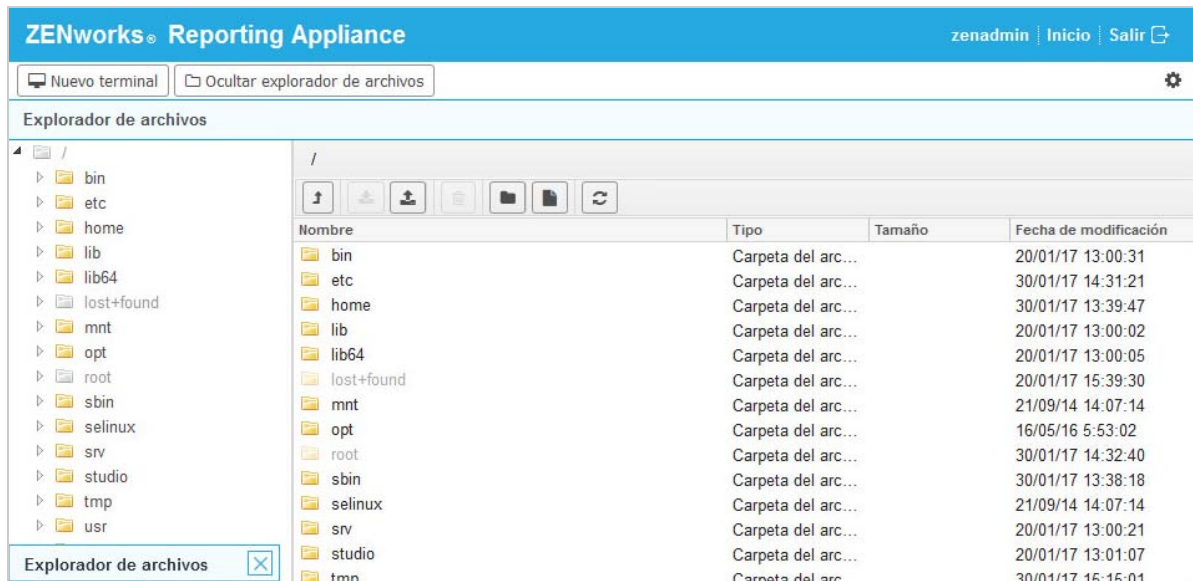 ZENworks® Reporting Appliance
zenadmin Inicio Salir
Nuevo terminal Ocultar explorador de archivos
Explorador de archivos
/
bin
etc
home
lib
lib64
lost+found
mnt
opt
root
sbin
selinux
srv
studio
tmp
usr
Explorador de archivos
/
Nombre Tipo Tamaño Fecha de modificación
bin Carpeta del arc... 20/01/17 13:00:31
etc Carpeta del arc... 30/01/17 14:31:21
home Carpeta del arc... 30/01/17 13:39:47
lib Carpeta del arc... 20/01/17 13:00:02
lib64 Carpeta del arc... 20/01/17 13:00:05
lost+found Carpeta del arc... 20/01/17 15:39:30
mnt Carpeta del arc... 21/09/14 14:07:14
opt Carpeta del arc... 16/05/16 5:53:02
root Carpeta del arc... 30/01/17 14:32:40
sbin Carpeta del arc... 30/01/17 13:38:18
selinux Carpeta del arc... 21/09/14 14:07:14
srv Carpeta del arc... 20/01/17 13:00:21
studio Carpeta del arc... 20/01/17 13:01:07
tmp Carpeta del arc... 30/01/17 15:15:01